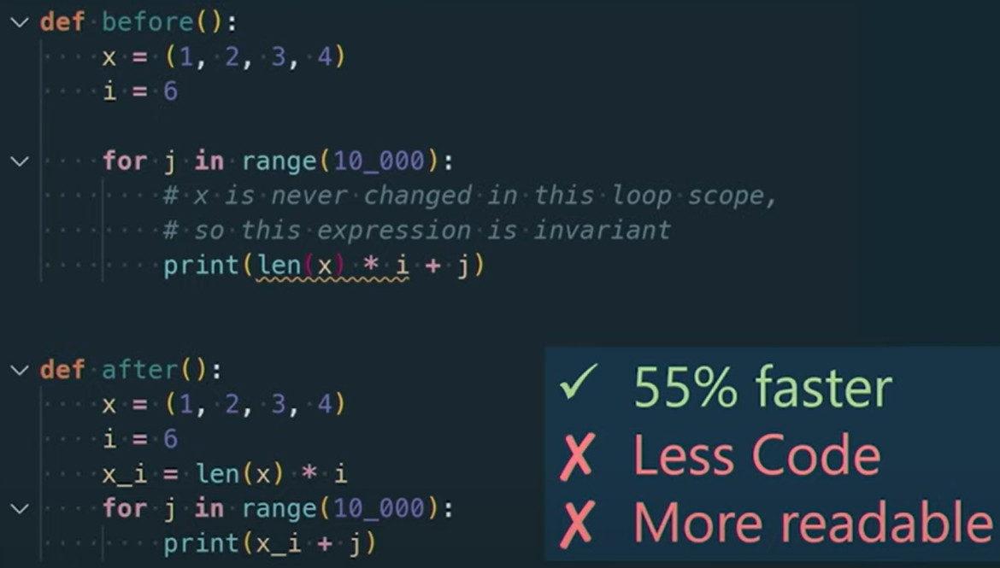 def before():
    x = (1, 2, 3, 4)
    i = 6
    for j in range(10_000):
        # x is never changed in this loop scope,
        # so this expression is invariant
        print(len(x) * i + j)
def after():
    x = (1, 2, 3, 4)
    i = 6
    x_i = len(x) * i
    for j in range(10_000):
        print(x_i + j)
✓ 55% faster
✗ Less Code
✗ More readable